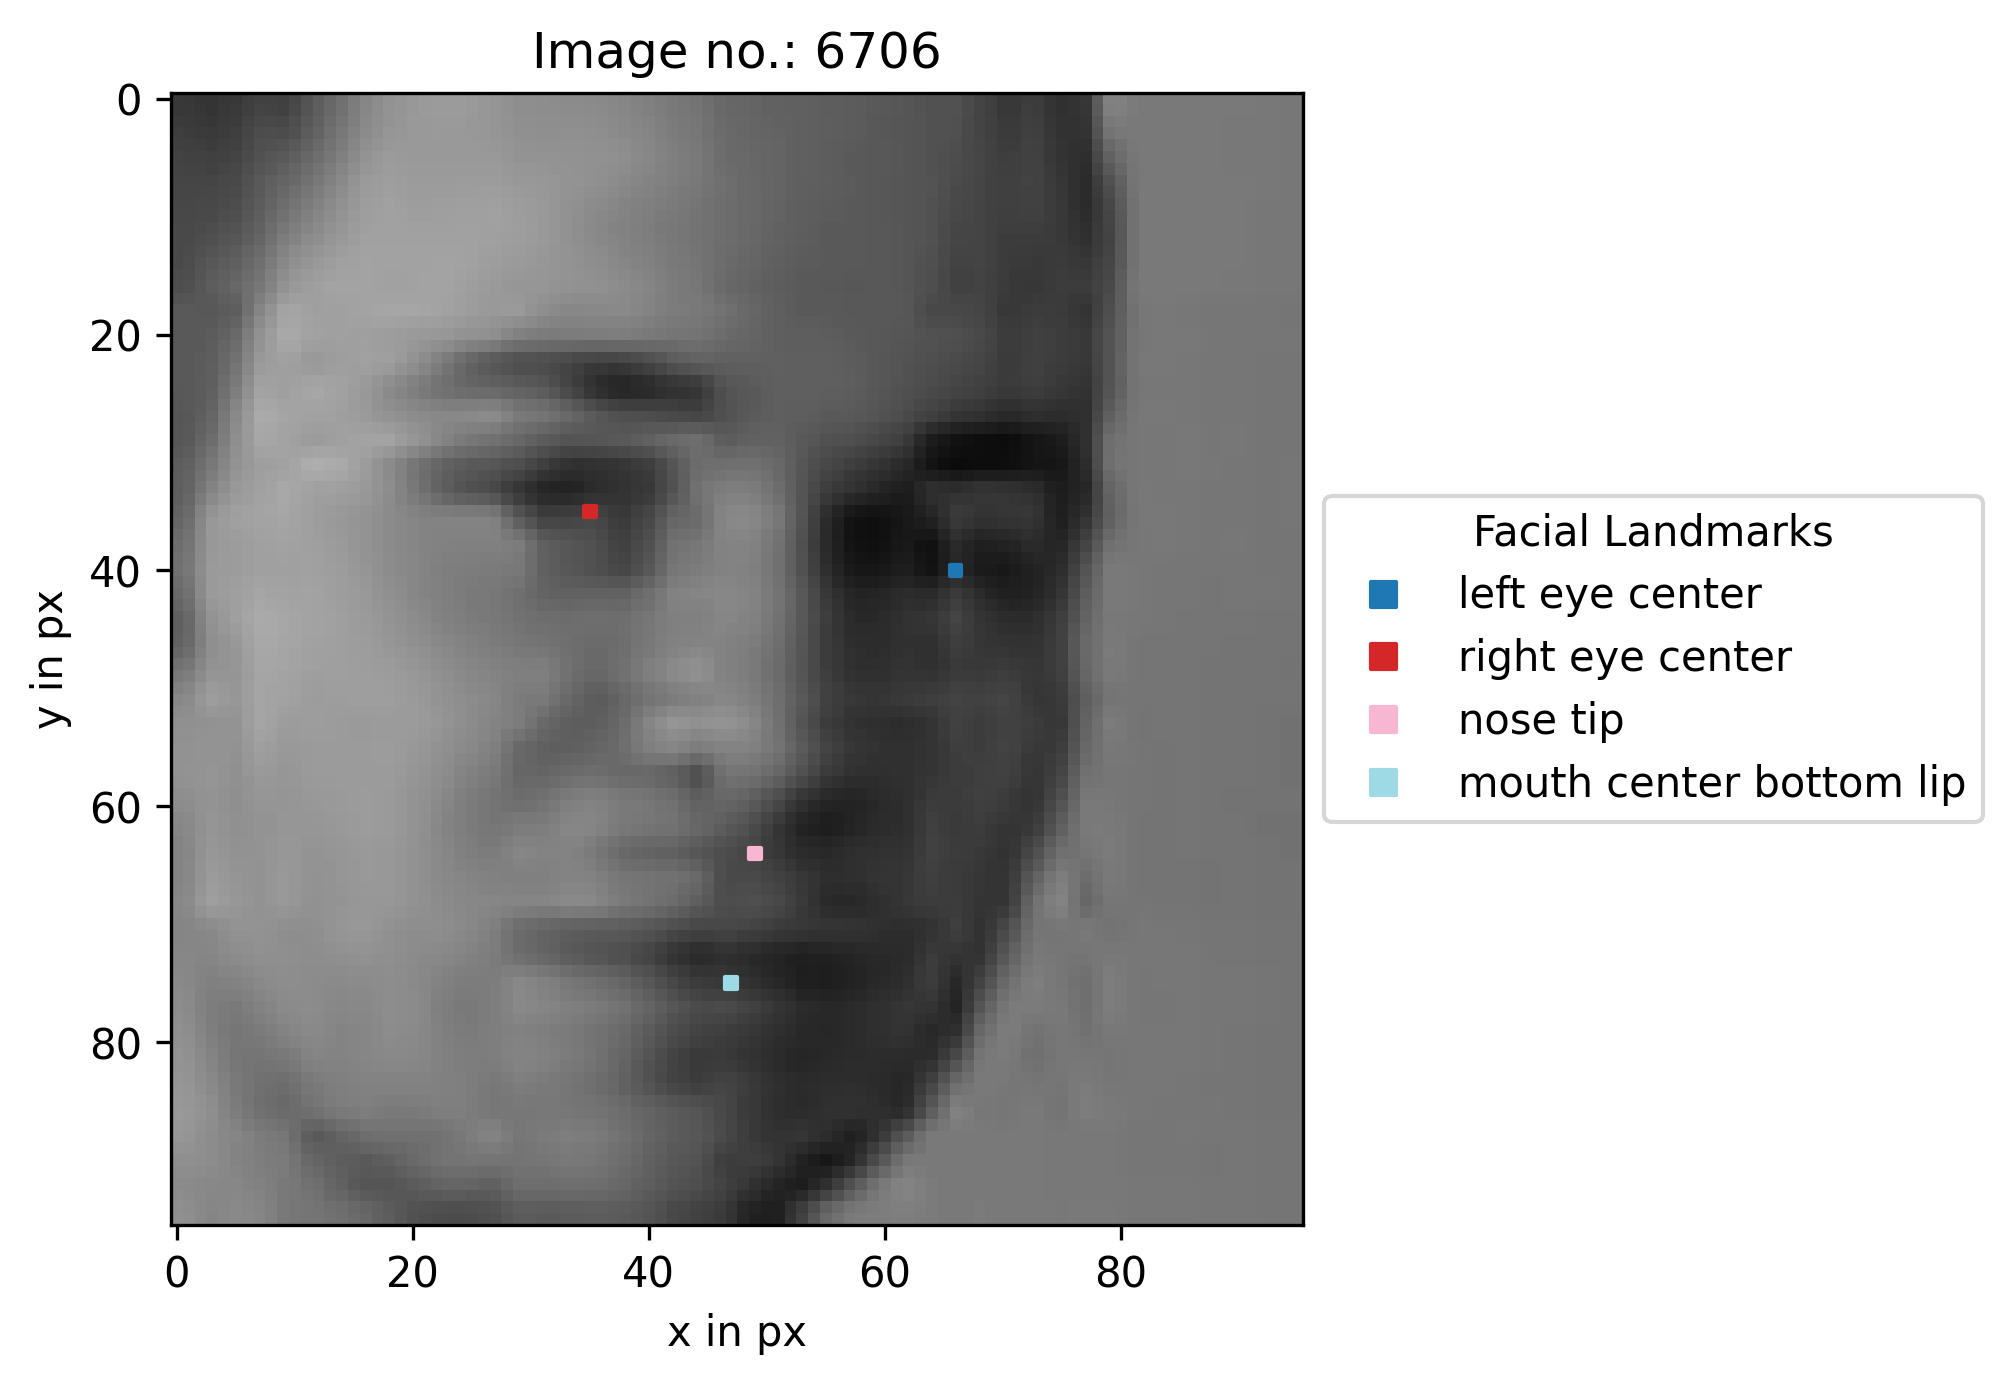 Image no.: 6706
0
20
40
60
80
y in px
0 20 40 60 80
x in px
Facial Landmarks
left eye center
right eye center
nose tip
mouth center bottom lip